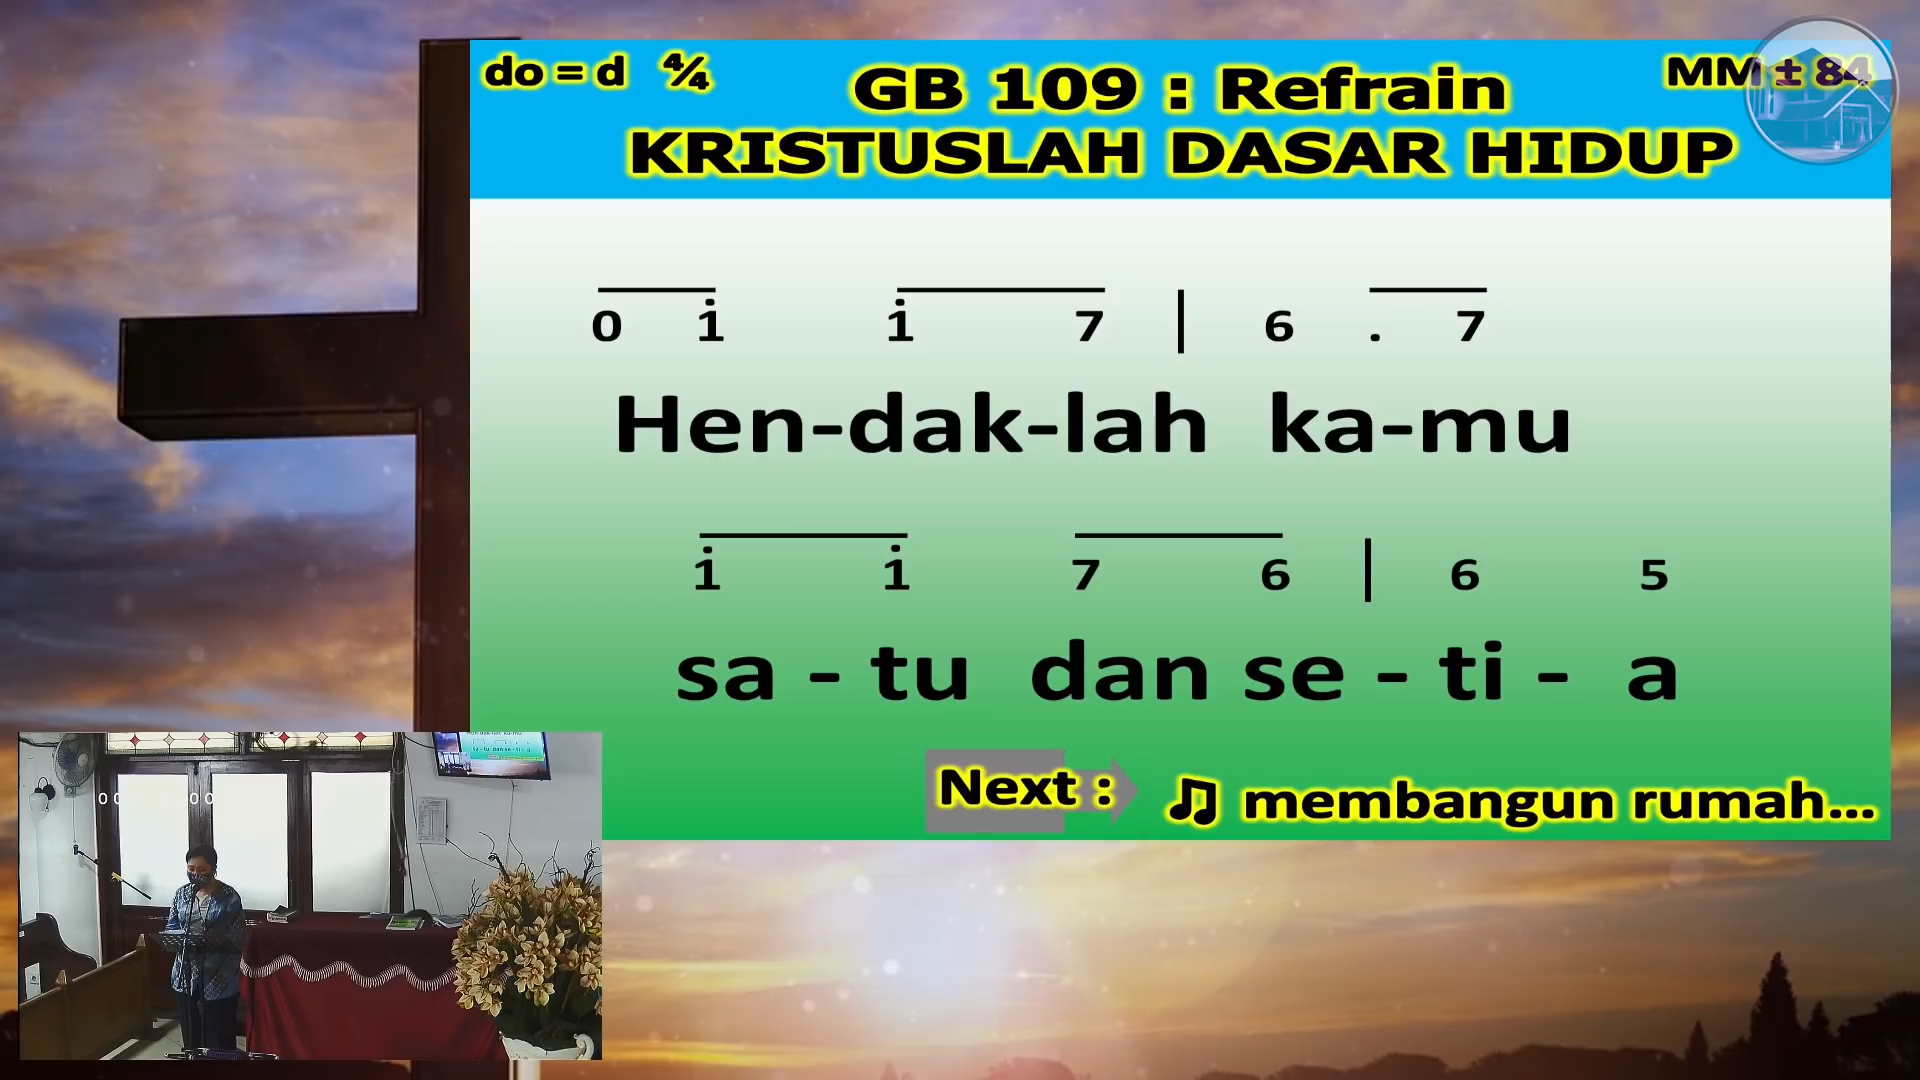 do = d 4/4 MM ± 84
GB 109 : Refrain
KRISTUSLAH DASAR HIDUP
0 i i 7 | 6 . 7
Hen-dak-lah ka-mu
i i 7 6 | 6 5
sa - tu dan se - ti - a
Next : ♫ membangun rumah...